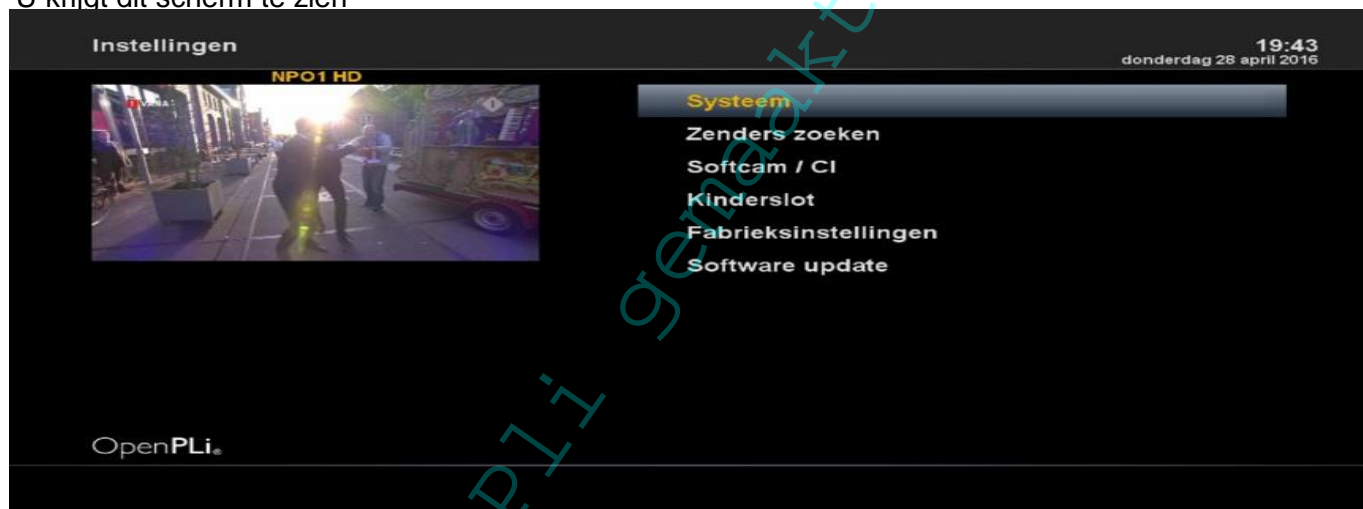 U krijgt dit scherm te zien
Instellingen
19:43
donderdag 28 april 2016
NPO1 HD
Systeem
Zenders zoeken
Softcam / CI
Kinderslot
Fabrieksinstellingen
Software update
OpenPLi®
Pli gemaakt